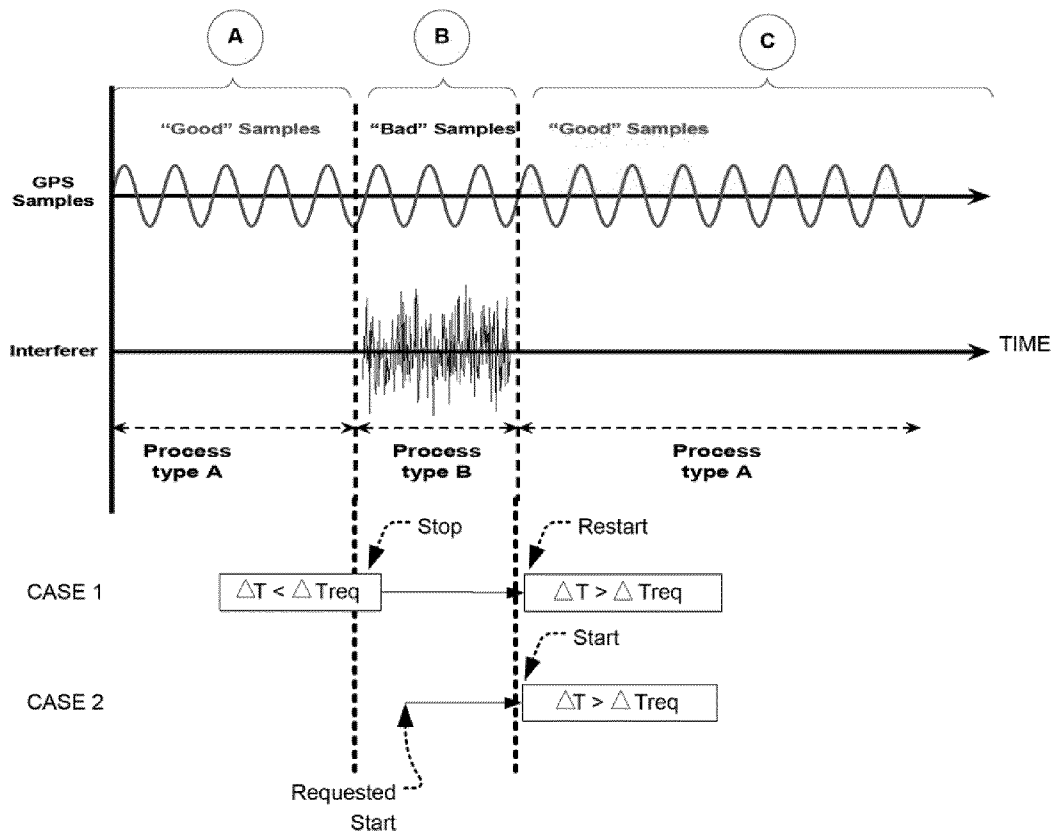 A
B
C
“Good” Samples
“Bad” Samples
“Good” Samples
GPS
Samples
Interferer
TIME
Process
type A
Process
type B
Process
type A
Stop
Restart
CASE 1
△T < △Treq
△T > △Treq
Start
CASE 2
△T > △Treq
Requested
Start